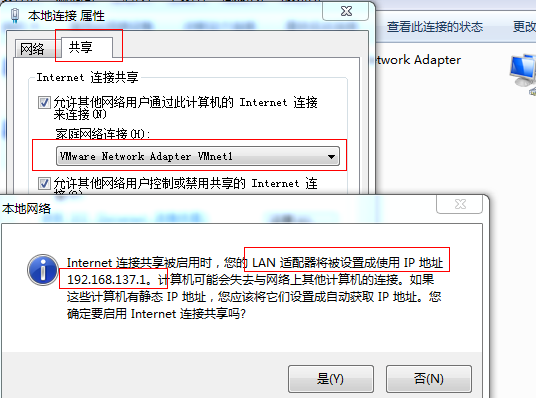 本地连接 属性
查看此连接的状态
更改
网络
共享
etwork Adapter
Internet 连接共享
允许其他网络用户通过此计算机的 Internet 连接
来连接(N)
家庭网络连接(H):
VMware Network Adapter VMnet1
允许其他网络用户控制或禁用共享的 Internet 连
本地网络
Internet 连接共享被启用时，您的 LAN 适配器将被设置成使用 IP 地址
192.168.137.1。计算机可能会失去与网络上其他计算机的连接。如果
这些计算机有静态 IP 地址，您应该将它们设置成自动获取 IP 地址。您
确定要启用 Internet 连接共享吗?
是(Y)
否(N)